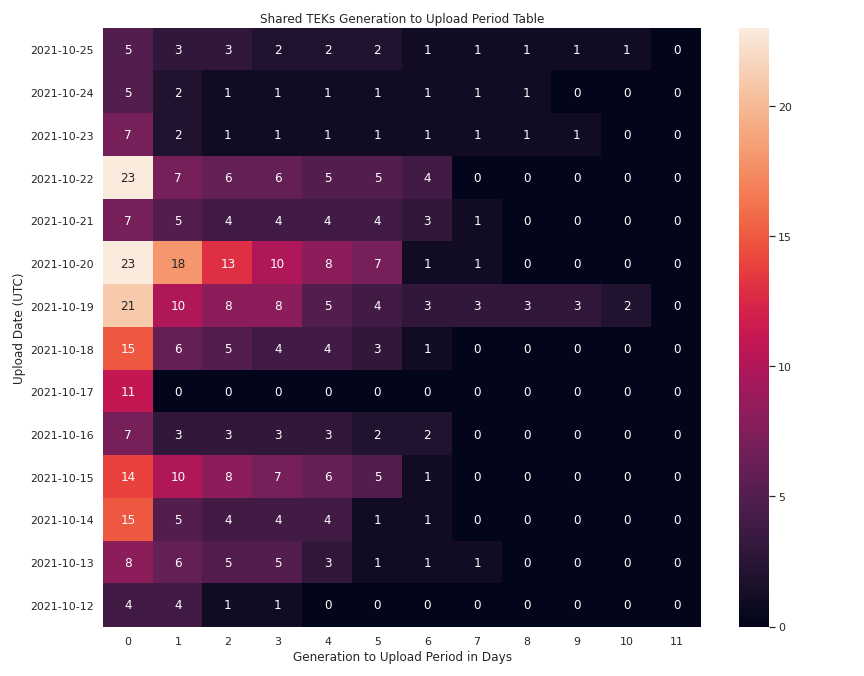 Shared TEKs Generation to Upload Period Table
Upload Date (UTC)
2021-10-25 5 3 3 2 2 2 1 1 1 1 1 0
2021-10-24 5 2 1 1 1 1 1 1 1 0 0 0
2021-10-23 7 2 1 1 1 1 1 1 1 1 0 0
2021-10-22 23 7 6 6 5 5 4 0 0 0 0 0
2021-10-21 7 5 4 4 4 4 3 1 0 0 0 0
2021-10-20 23 18 13 10 8 7 1 1 0 0 0 0
2021-10-19 21 10 8 8 5 4 3 3 3 3 2 0
2021-10-18 15 6 5 4 4 3 1 0 0 0 0 0
2021-10-17 11 0 0 0 0 0 0 0 0 0 0 0
2021-10-16 7 3 3 3 3 2 2 0 0 0 0 0
2021-10-15 14 10 8 7 6 5 1 0 0 0 0 0
2021-10-14 15 5 4 4 4 1 1 0 0 0 0 0
2021-10-13 8 6 5 5 3 1 1 1 0 0 0 0
2021-10-12 4 4 1 1 0 0 0 0 0 0 0 0
0 1 2 3 4 5 6 7 8 9 10 11
Generation to Upload Period in Days
20
15
10
5
0